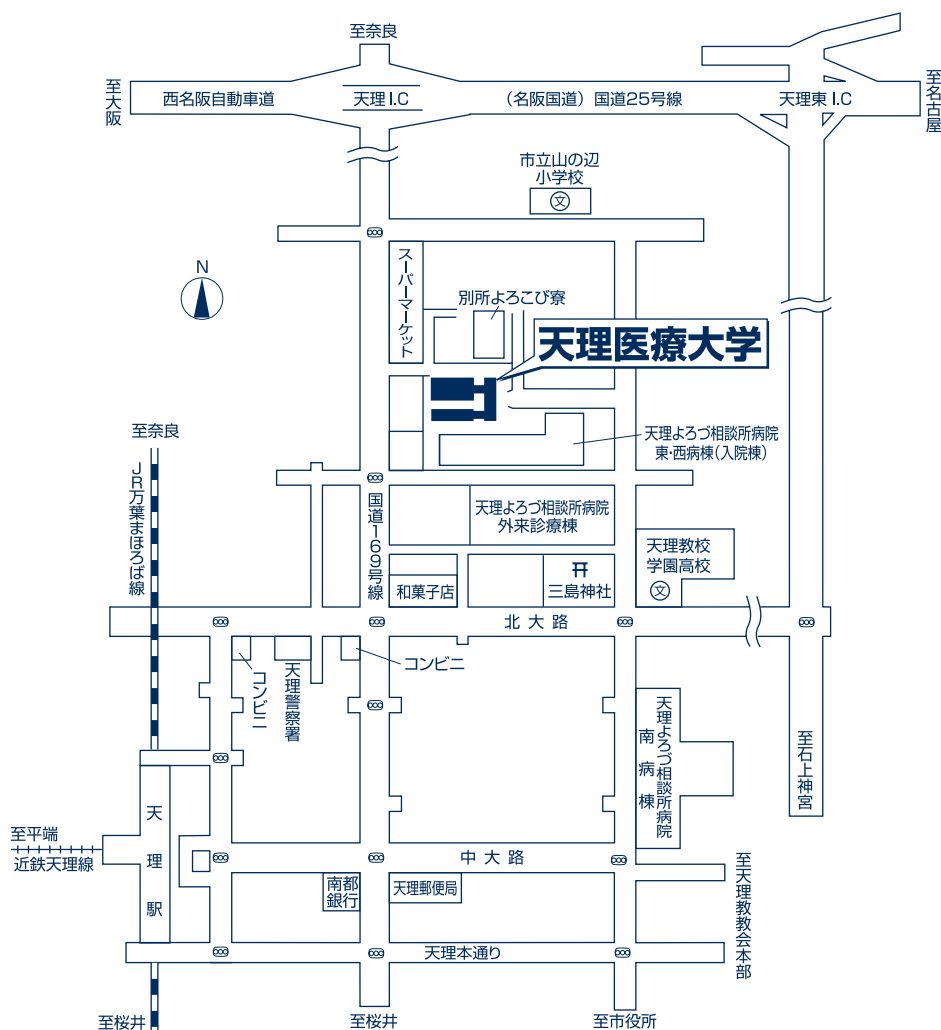 至奈良
至大阪
西名阪自動車道
天理I.C
(名阪国道)国道25号線
天理東I.C
至名古屋
市立山の辺
小学校
文
N
スーパーマーケット
別所よろこび寮
天理医療大学
至奈良
天理よろづ相談所病院
東・西病棟(入院棟)
JR万葉まほろば線
国道169号線
天理よろづ相談所病院
外来診療棟
天理教校
学園高校
文
和菓子店
三島神社
北大路
コンビニ
天理警察署
コンビニ
天理よろづ相談所病院
南病棟
至石上神宮
天理駅
至平端
近鉄天理線
中大路
南都
銀行
天理郵便局
至天理教教会本部
天理本通り
至桜井
至桜井
至市役所